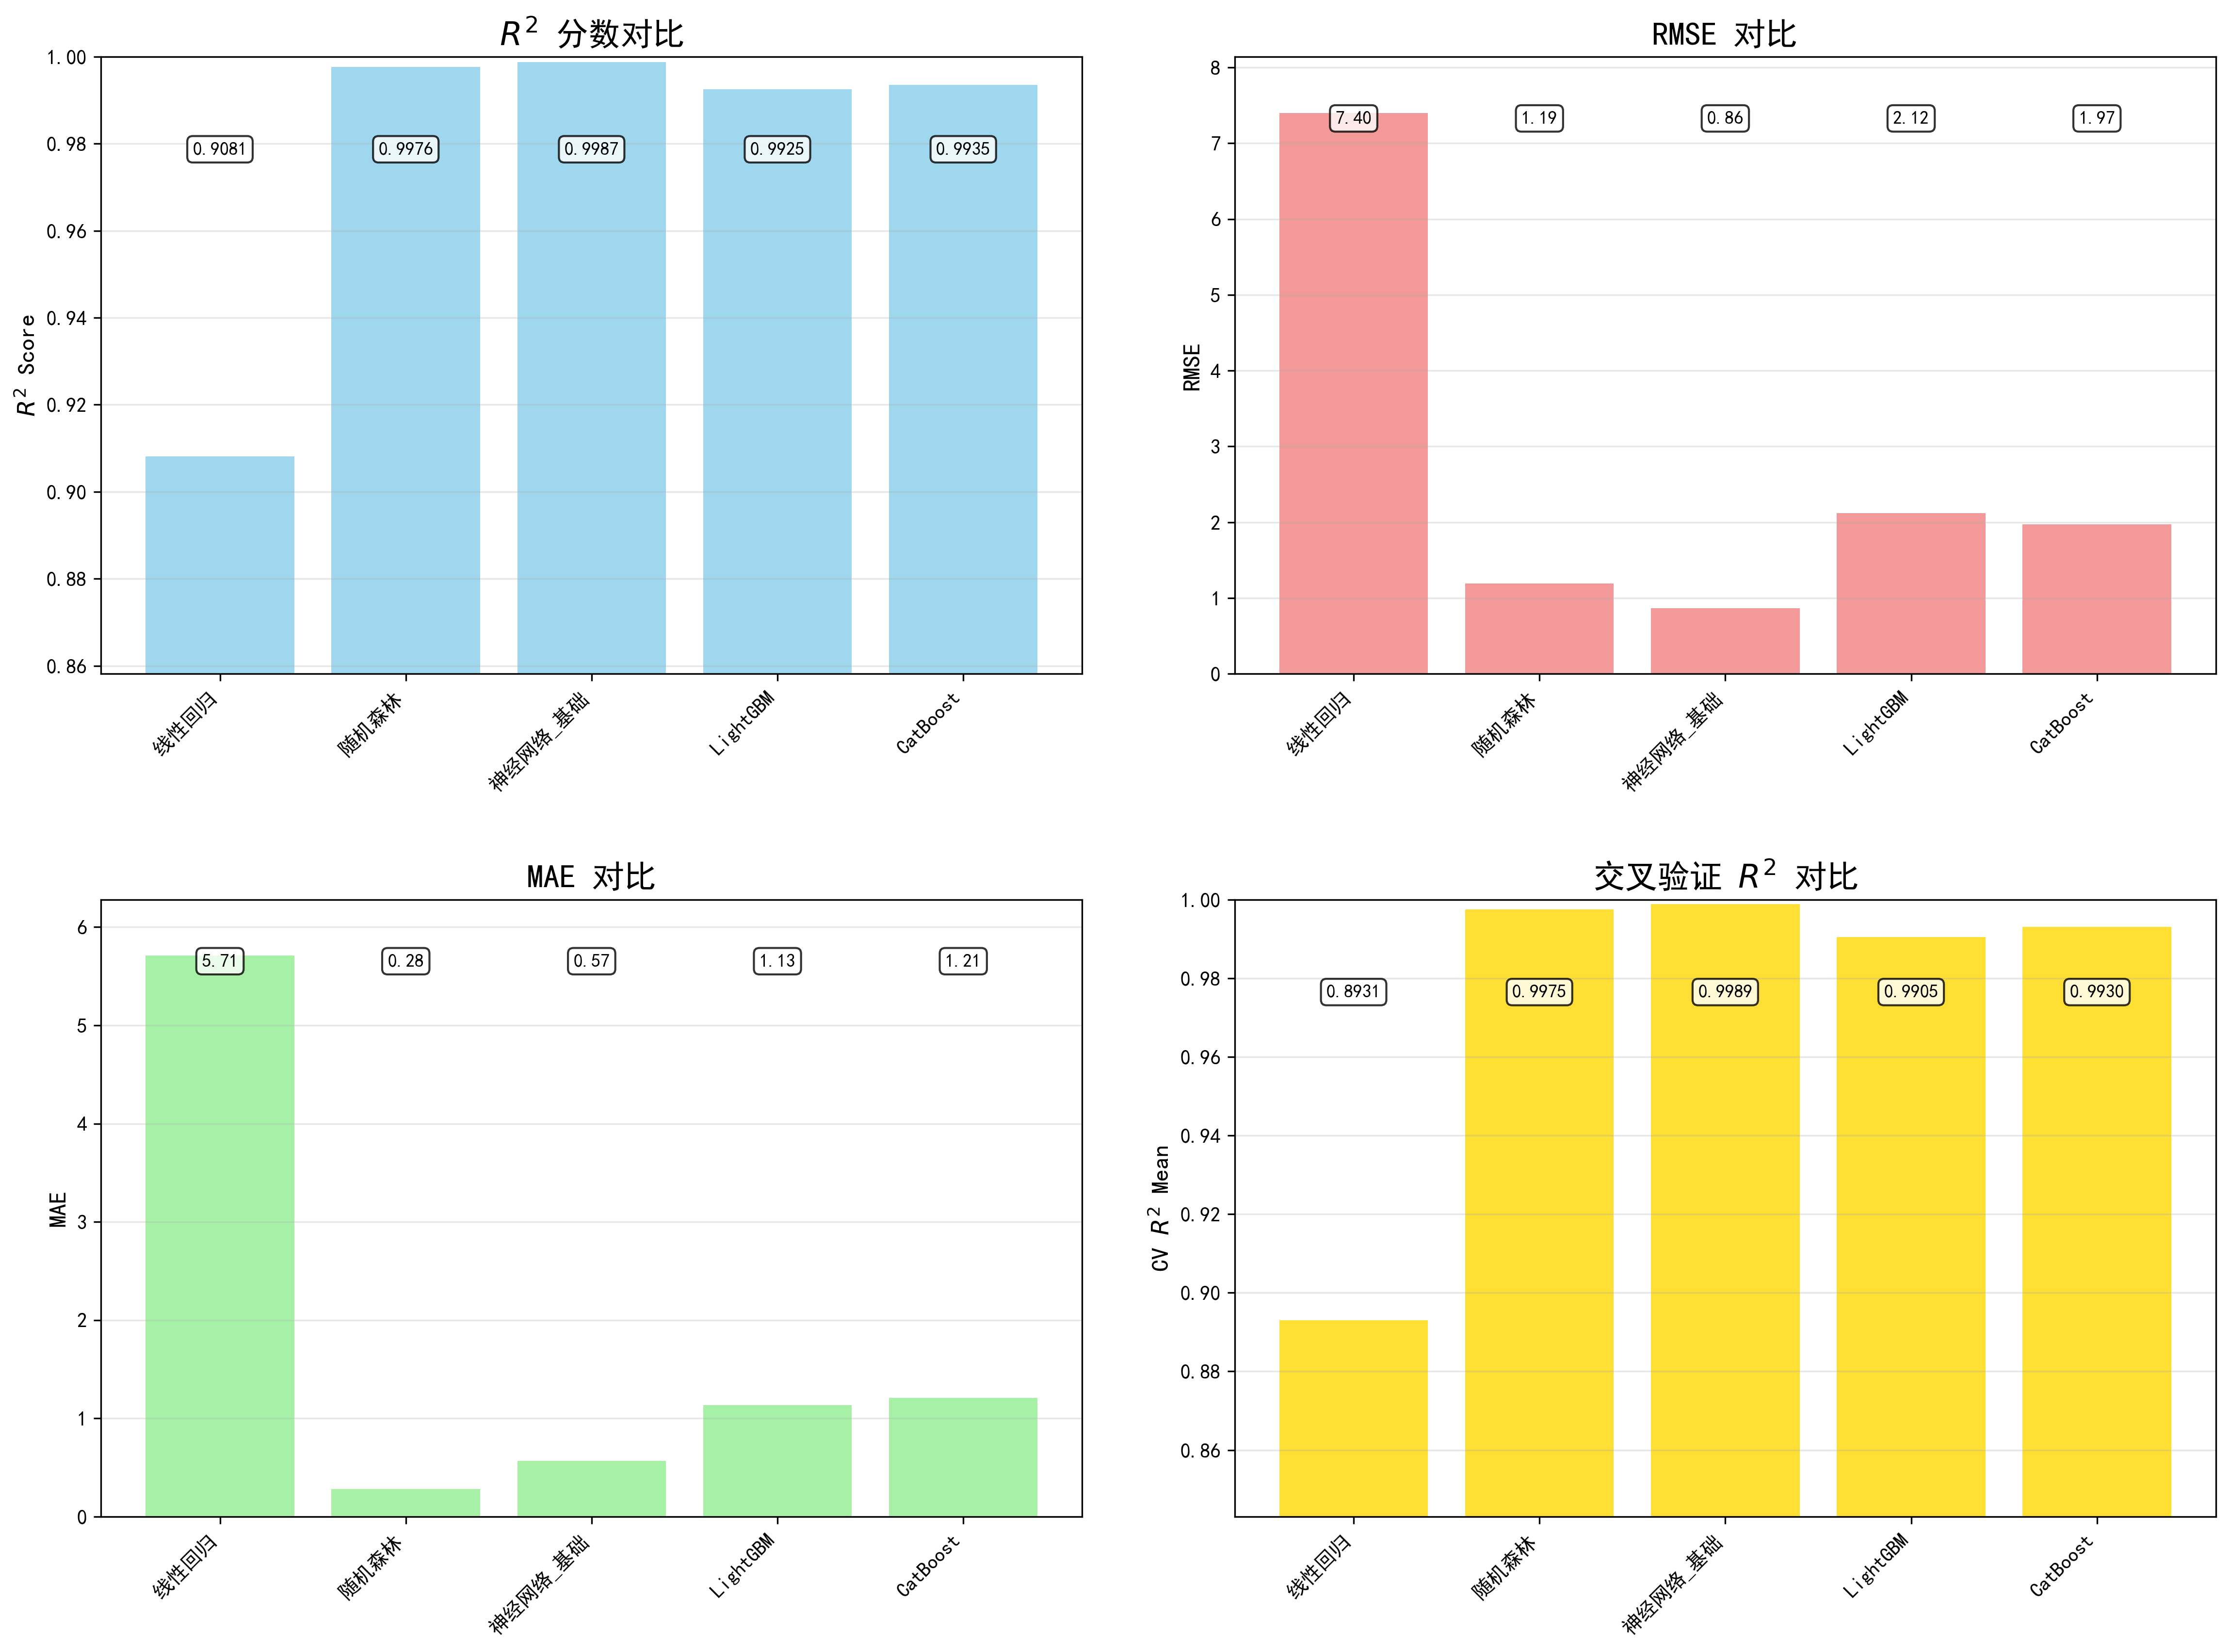 R² 分数对比
R² Score
1.00
0.98
0.96
0.94
0.92
0.90
0.88
0.86
0.9081
0.9976
0.9987
0.9925
0.9935
线性回归
随机森林
神经网络_基础
LightGBM
CatBoost
RMSE 对比
RMSE
8
7
6
5
4
3
2
1
0
7.40
1.19
0.86
2.12
1.97
线性回归
随机森林
神经网络_基础
LightGBM
CatBoost
MAE 对比
MAE
6
5
4
3
2
1
0
5.71
0.28
0.57
1.13
1.21
线性回归
随机森林
神经网络_基础
LightGBM
CatBoost
交叉验证 R² 对比
CV R² Mean
1.00
0.98
0.96
0.94
0.92
0.90
0.88
0.86
0.8931
0.9975
0.9989
0.9905
0.9930
线性回归
随机森林
神经网络_基础
LightGBM
CatBoost